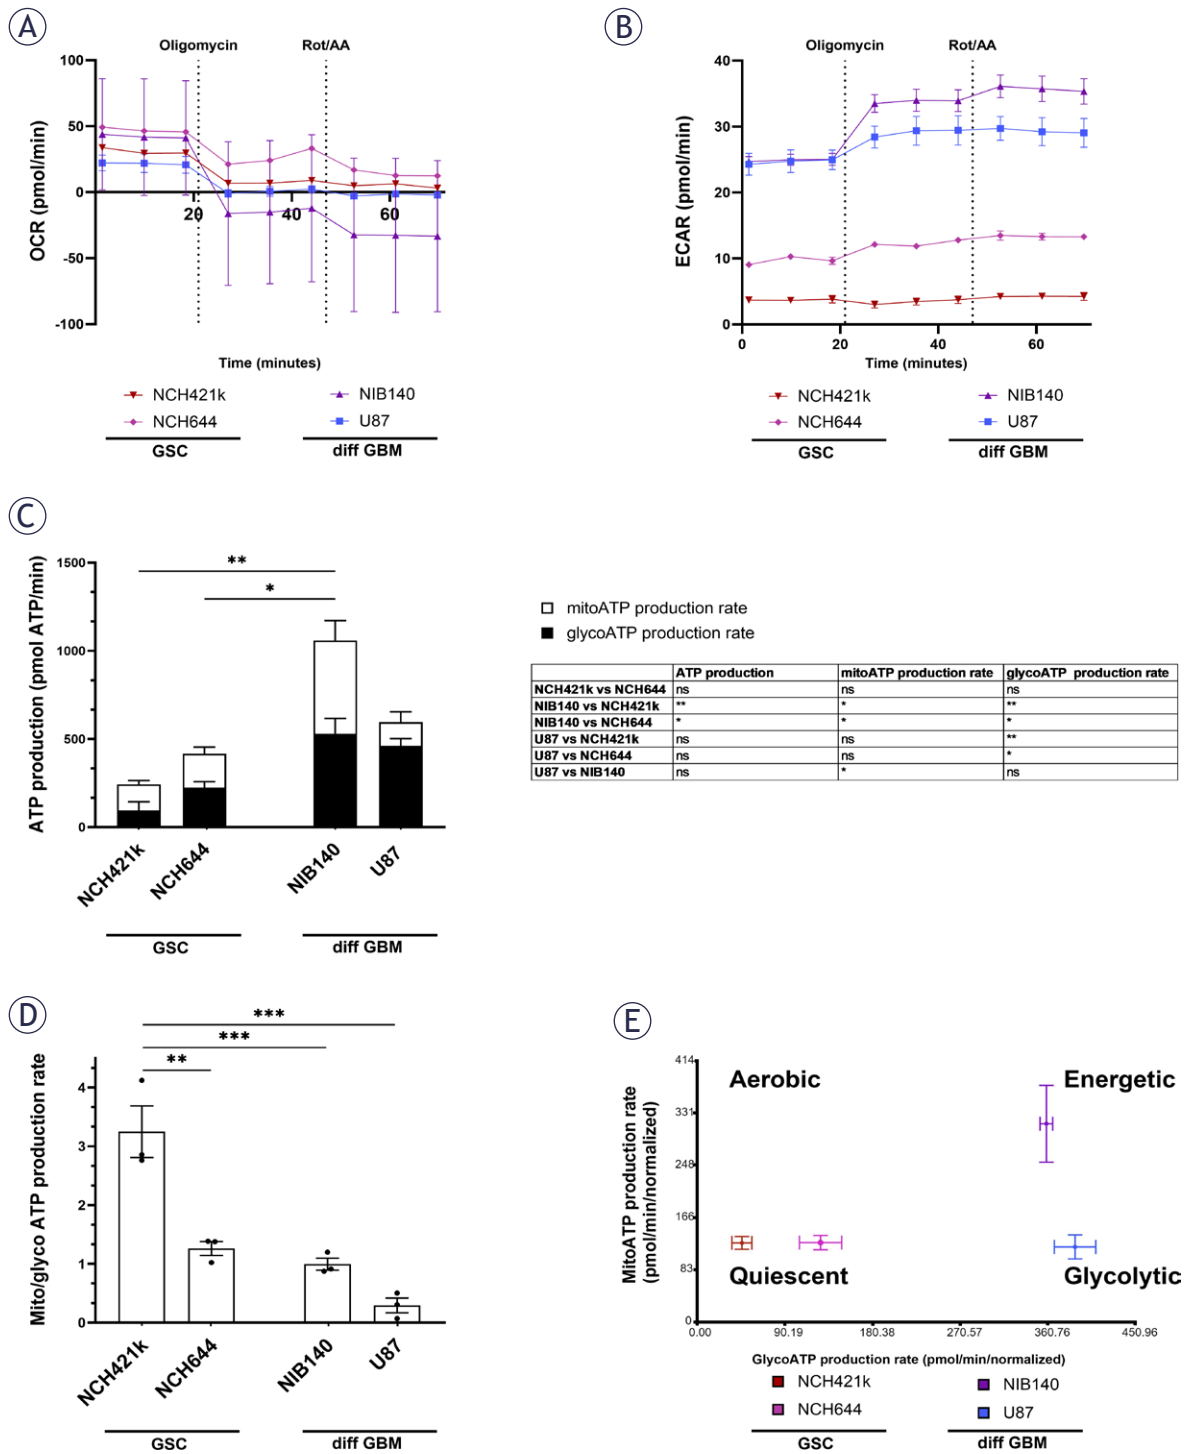 A
Oligomycin Rot/AA
100
50
0
-50
-100
20 40 60
OCR (pmol/min)
Time (minutes)
NCH421k NIB140
NCH644 U87
GSC diff GBM
B
Oligomycin Rot/AA
40
30
20
10
0
0 20 40 60
ECAR (pmol/min)
Time (minutes)
NCH421k NIB140
NCH644 U87
GSC diff GBM
C
ATP production (pmol ATP/min)
1500
1000
500
0
** 
*
NCH421k NCH644 NIB140 U87
GSC diff GBM
mitoATP production rate
glycoATP production rate
ATP production mitoATP production rate glycoATP production rate
NCH421k vs NCH644 ns ns ns
NIB140 vs NCH421k ** * **
NIB140 vs NCH644 * * *
U87 vs NCH421k ns ns **
U87 vs NCH644 ns ns *
U87 vs NIB140 ns * ns
D
Mito/glyco ATP production rate
***
***
**
4
3
2
1
0
NCH421k NCH644 NIB140 U87
GSC diff GBM
E
MitoATP production rate
(pmol/min/normalized)
414
331
248
166
83
0
Aerobic Energetic
Quiescent Glycolytic
0.00 90.19 180.38 270.57 360.76 450.96
GlycoATP production rate (pmol/min/normalized)
NCH421k NIB140
NCH644 U87
GSC diff GBM